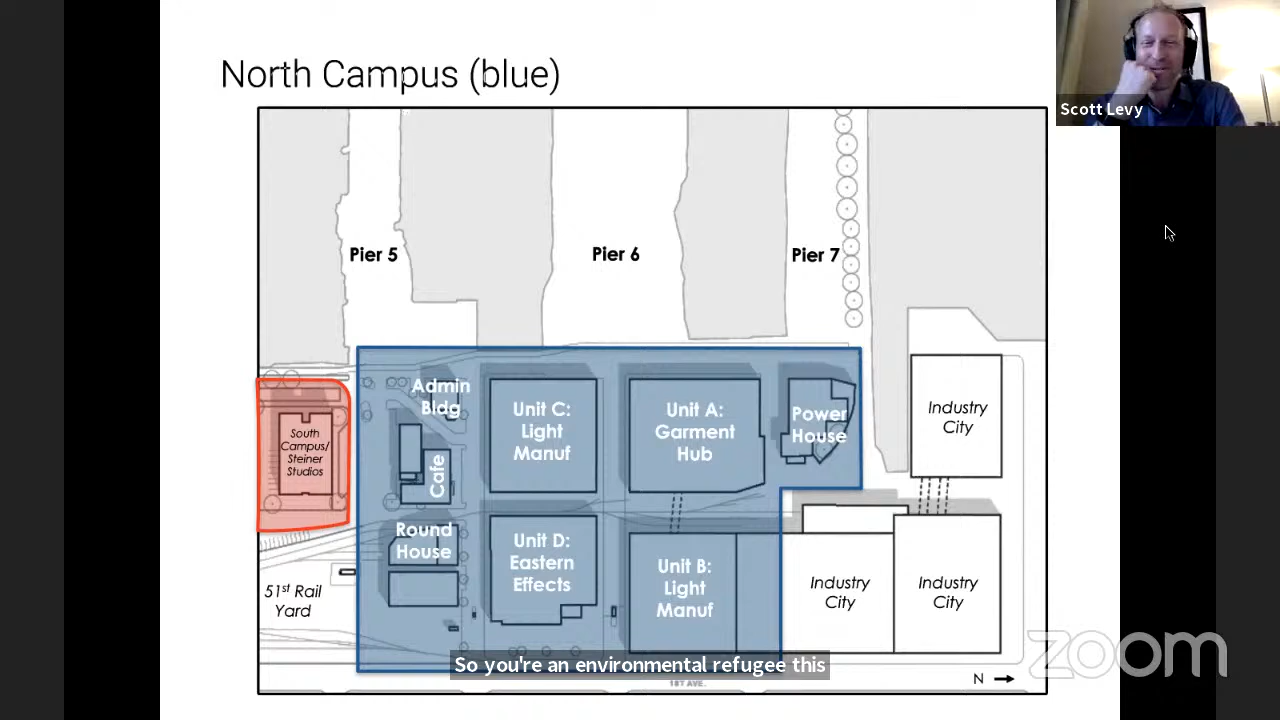 North Campus (blue)
Scott Levy
Pier 5
Pier 6
Pier 7
Admin
Bldg
Unit C:
Light
Manuf
Unit A:
Garment
Hub
Power
House
Industry
City
South
Campus/
Steiner
Studios
Cafe
Round
House
Unit D:
Eastern
Effects
Unit B:
Light
Manuf
Industry
City
Industry
City
51st Rail
Yard
So you're an environmental refugee this
1ST AVE.
N
zoom